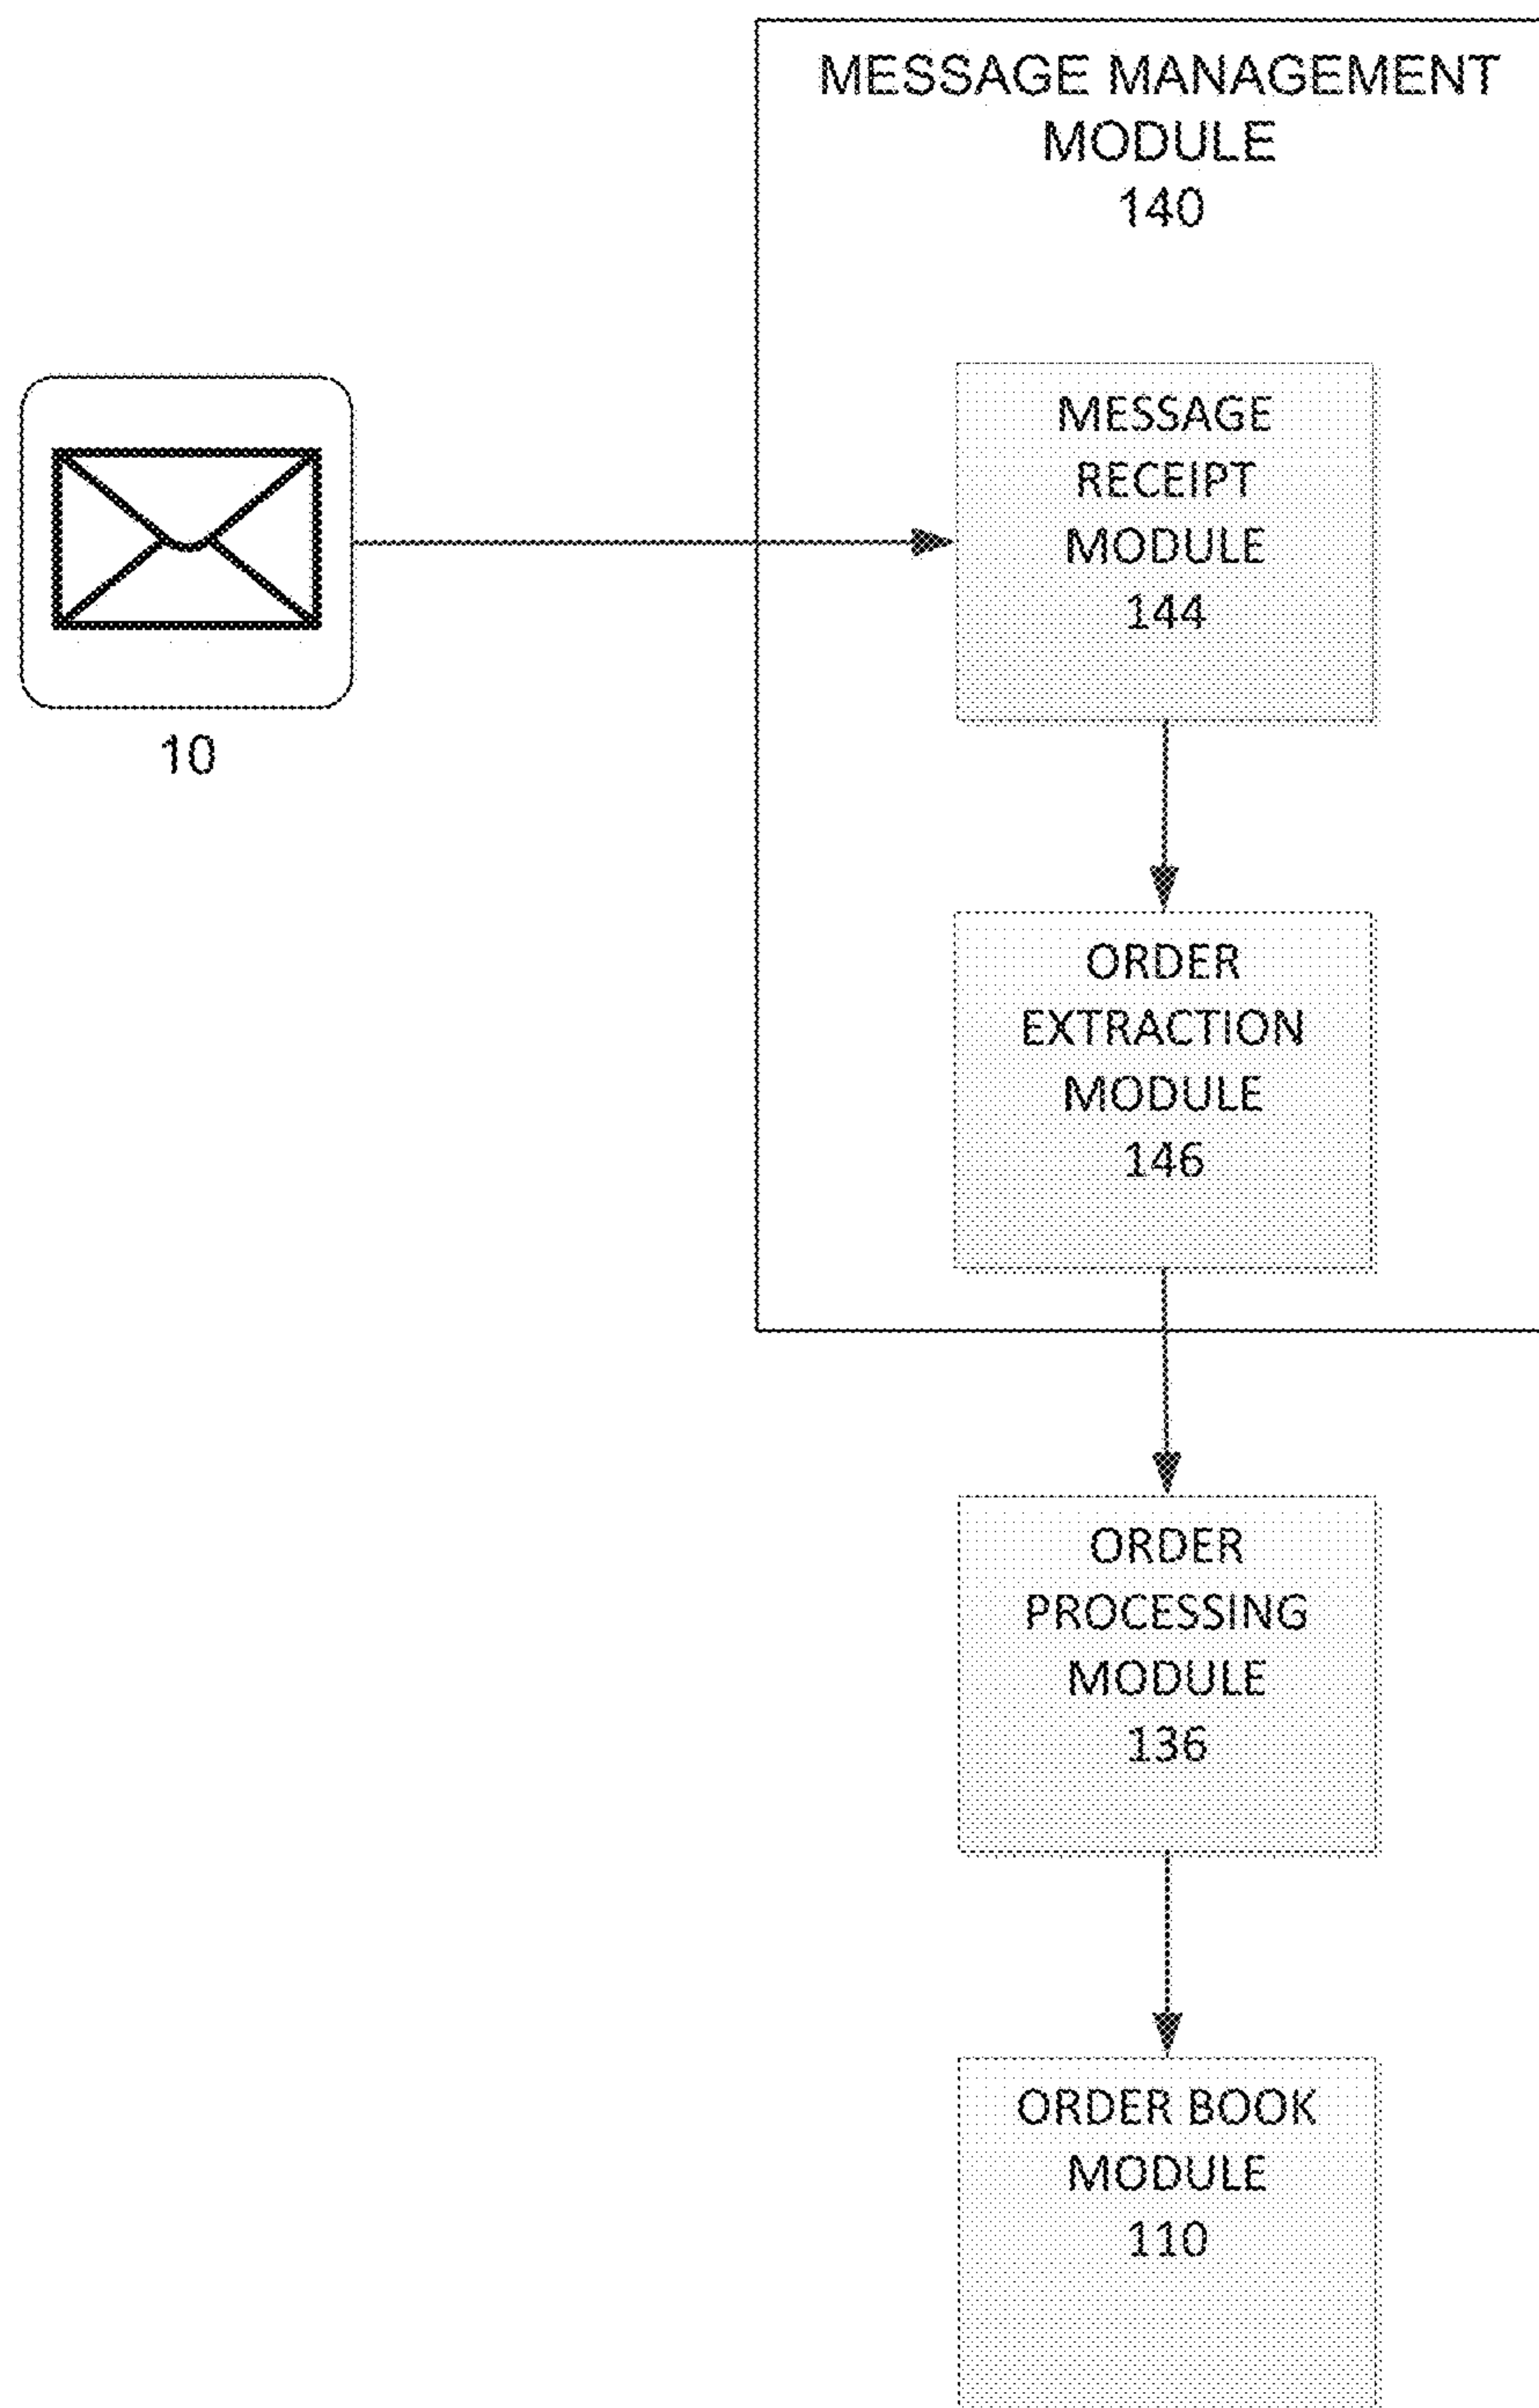 MESSAGE MANAGEMENT
MODULE
140
MESSAGE
RECEIPT
MODULE
144
10
ORDER
EXTRACTION
MODULE
146
ORDER
PROCESSING
MODULE
136
ORDER BOOK
MODULE
110